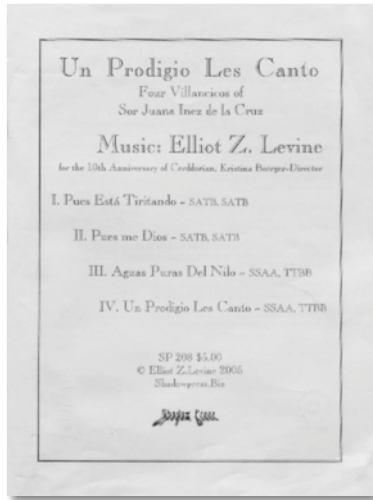 Un Prodigio Les Canto
Four Villancicos of
Sor Juana Inez de la Cruz
Music: Elliot Z. Levine
for the 10th Anniversary of Cerddorion, Kristina Boerger-Director
I. Pues Está Tiritando - SATB, SATB
II. Pues me Dios - SATB, SATB
III. Aguas Puras Del Nilo - SSAA, TTBB
IV. Un Prodigio Les Canto - SSAA, TTBB
SP 208 $5.00
© Elliot Z.Levine 2005
Shadowpress.Biz